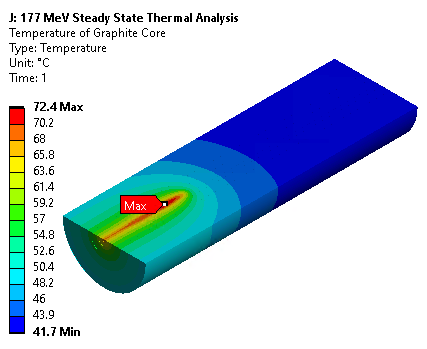 J: 177 MeV Steady State Thermal Analysis
Temperature of Graphite Core
Type: Temperature
Unit: °C
Time: 1
72.4 Max
70.2
68
65.8
63.6
61.4
59.2
57
54.8
52.6
50.4
48.2
46
43.9
41.7 Min
Max